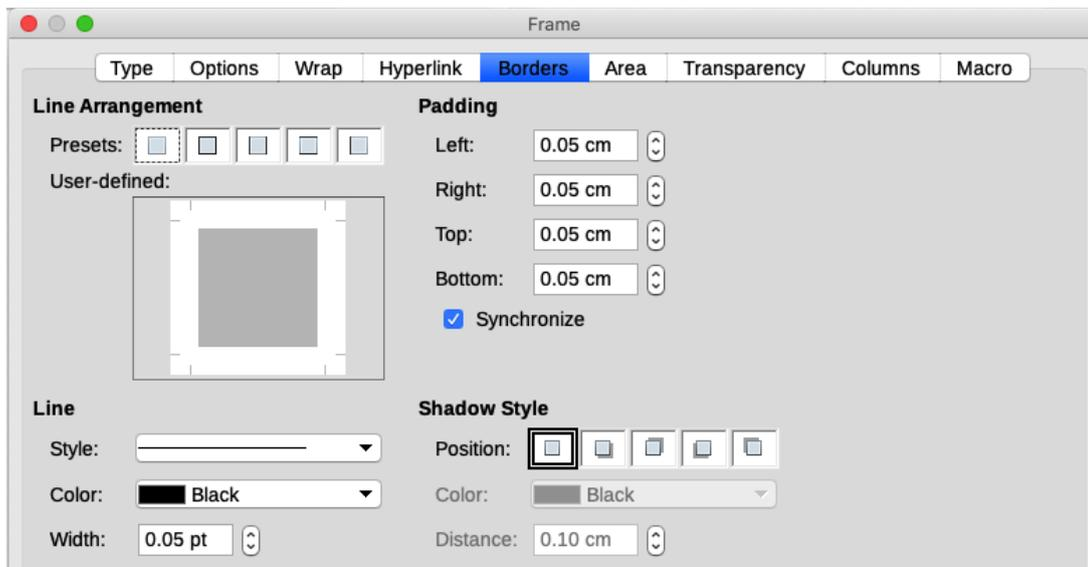 Frame
Type Options Wrap Hyperlink Borders Area Transparency Columns Macro
Line Arrangement
Presets:
User-defined:
Padding
Left: 0.05 cm
Right: 0.05 cm
Top: 0.05 cm
Bottom: 0.05 cm
Synchronize
Line
Style:
Color: Black
Width: 0.05 pt
Shadow Style
Position:
Color: Black
Distance: 0.10 cm